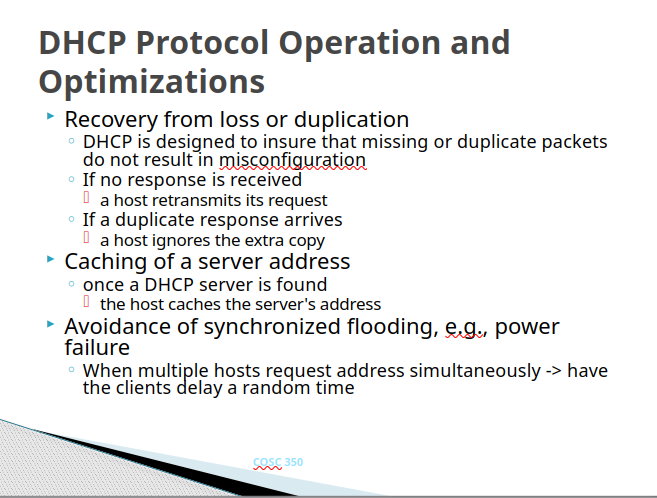 DHCP Protocol Operation and
Optimizations
Recovery from loss or duplication
DHCP is designed to insure that missing or duplicate packets
do not result in misconfiguration
If no response is received
a host retransmits its request
If a duplicate response arrives
a host ignores the extra copy
Caching of a server address
once a DHCP server is found
the host caches the server's address
Avoidance of synchronized flooding, e.g., power
failure
When multiple hosts request address simultaneously -> have
the clients delay a random time
COSC 350